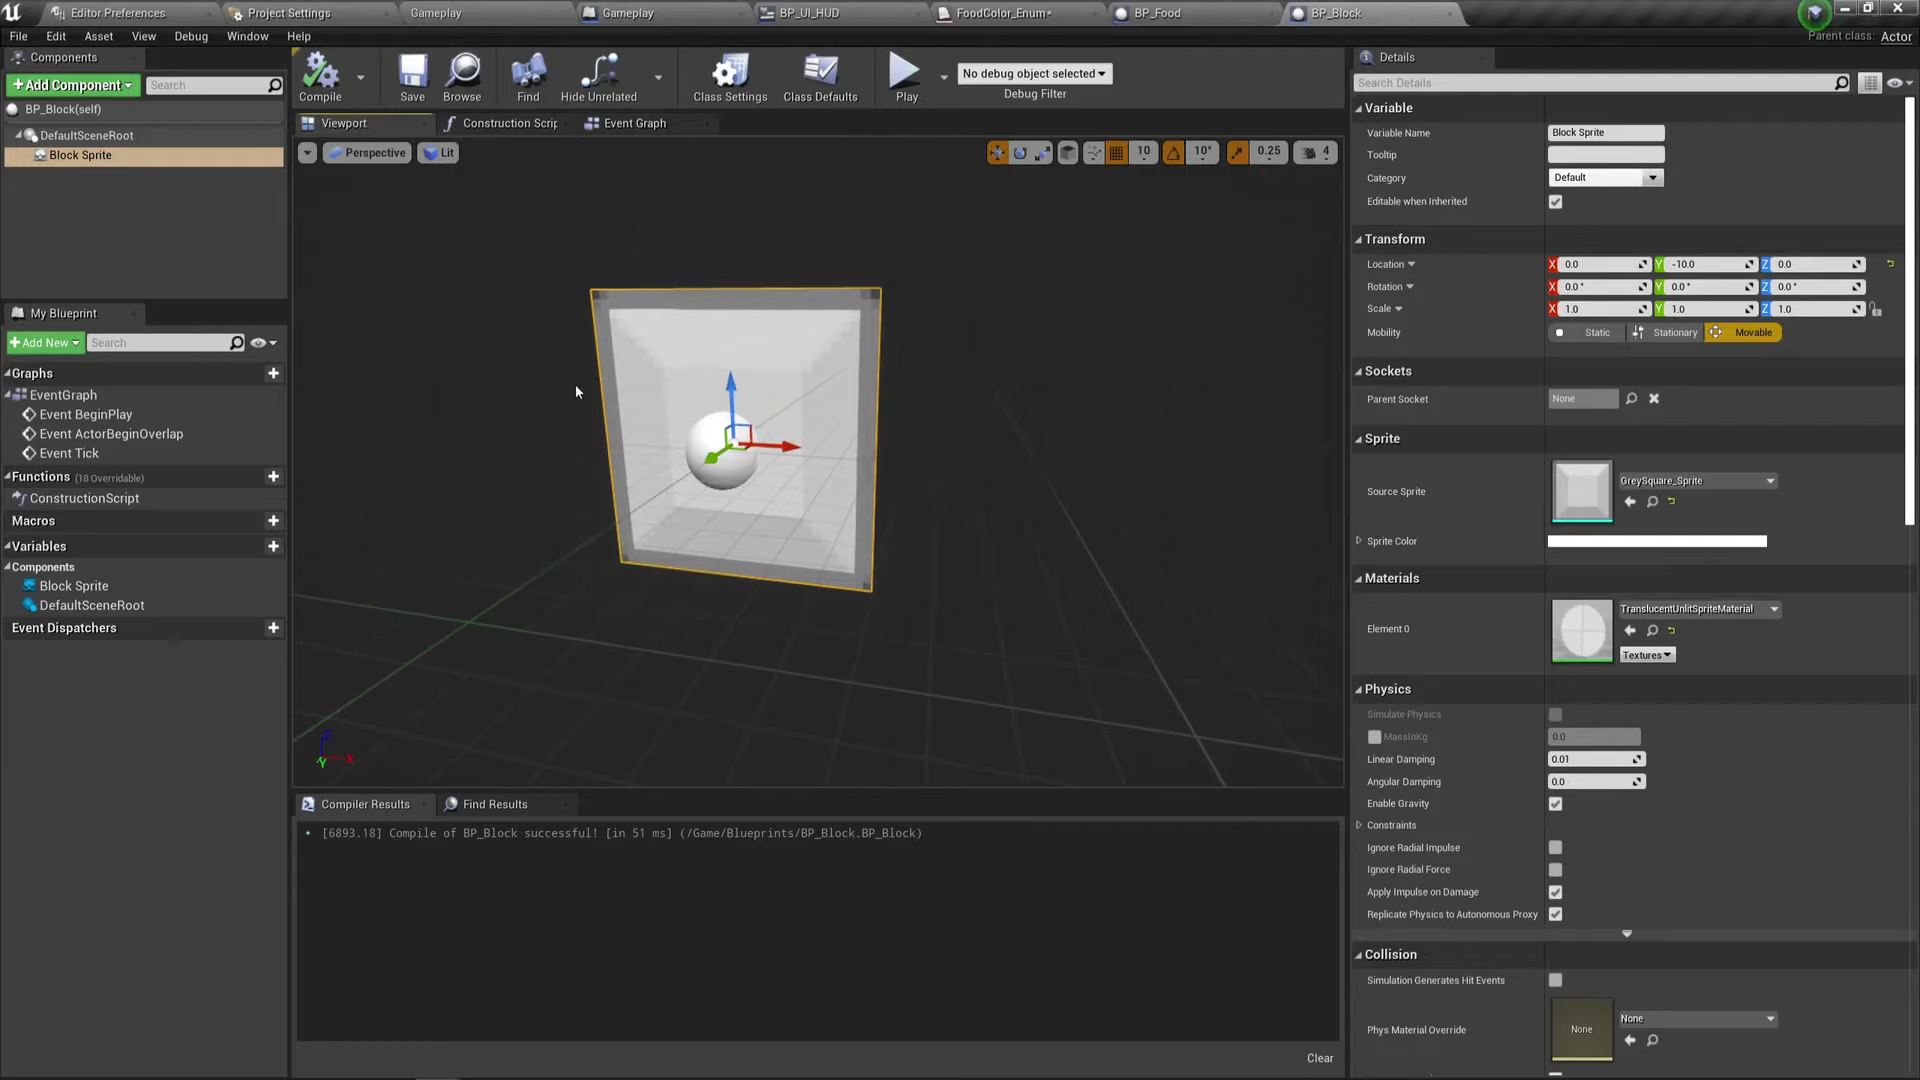 Editor Preferences
Project Settings
Gameplay
Gameplay
BP_UI_HUD
FoodColor_Enum*
BP_Food
BP_Block
File Edit Asset View Debug Window Help
Parent class: Actor
Components
+Add Component
Search
BP_Block(self)
DefaultSceneRoot
Block Sprite
My Blueprint
+Add New
Search
Graphs
EventGraph
Event BeginPlay
Event ActorBeginOverlap
Event Tick
Functions (18 Overridable)
ConstructionScript
Macros
Variables
Components
Block Sprite
DefaultSceneRoot
Event Dispatchers
Compile
Save
Browse
Find
Hide Unrelated
Class Settings
Class Defaults
Play
No debug object selected
Debug Filter
Viewport
Construction Scrip
Event Graph
Perspective
Lit
10
10°
0.25
4
Z
X
Y
Compiler Results
Find Results
• [6893.18] Compile of BP_Block successful! [in 51 ms] (/Game/Blueprints/BP_Block.BP_Block)
Clear
Details
Search Details
Variable
Variable Name Block Sprite
Tooltip
Category Default
Editable when Inherited
Transform
Location X 0.0 Y -10.0 Z 0.0
Rotation X 0.0° Y 0.0° Z 0.0°
Scale X 1.0 Y 1.0 Z 1.0
Mobility Static Stationary Movable
Sockets
Parent Socket None
Sprite
Source Sprite GreySquare_Sprite
Sprite Color
Materials
Element 0 TranslucentUnlitSpriteMaterial
Textures
Physics
Simulate Physics
MassInKg 0.0
Linear Damping 0.01
Angular Damping 0.0
Enable Gravity
Constraints
Ignore Radial Impulse
Ignore Radial Force
Apply Impulse on Damage
Replicate Physics to Autonomous Proxy
Collision
Simulation Generates Hit Events
Phys Material Override None None